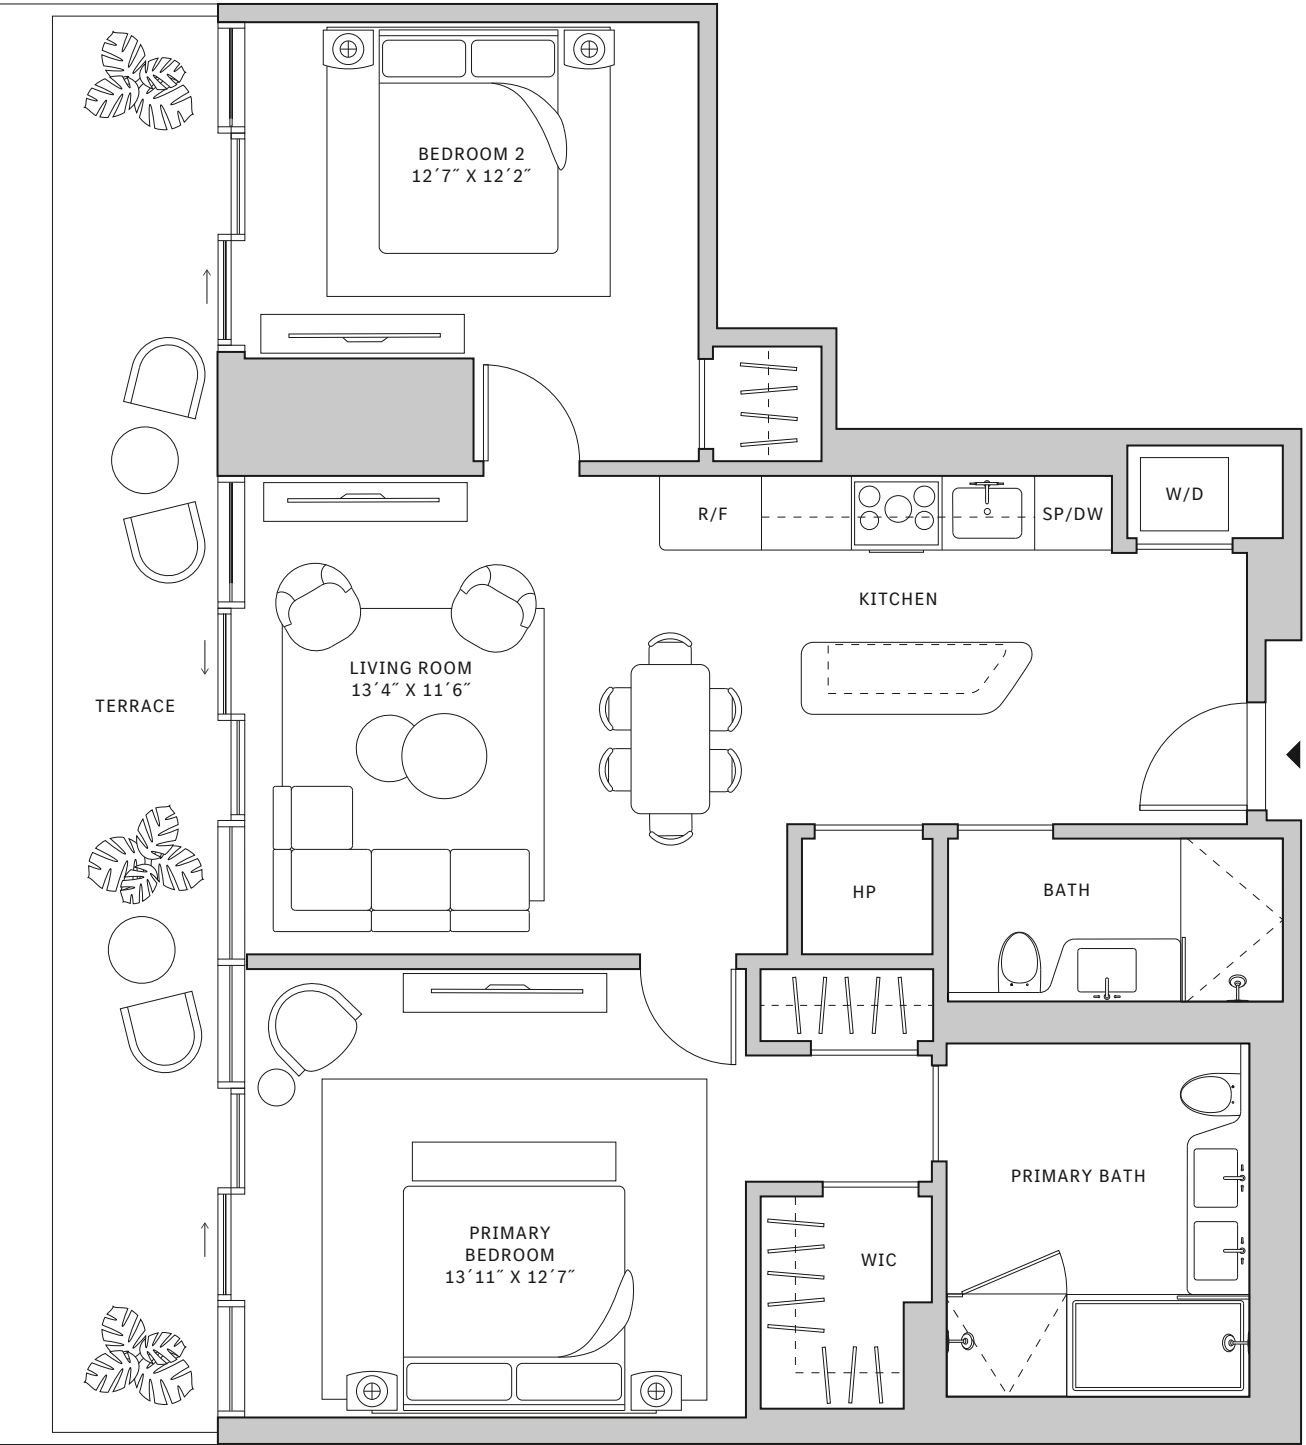 BEDROOM 2
12´7˝ X 12´2˝
R/F
SP/DW
W/D
KITCHEN
LIVING ROOM
13´4˝ X 11´6˝
TERRACE
HP
BATH
PRIMARY BATH
PRIMARY
BEDROOM
13´11˝ X 12´7˝
WIC